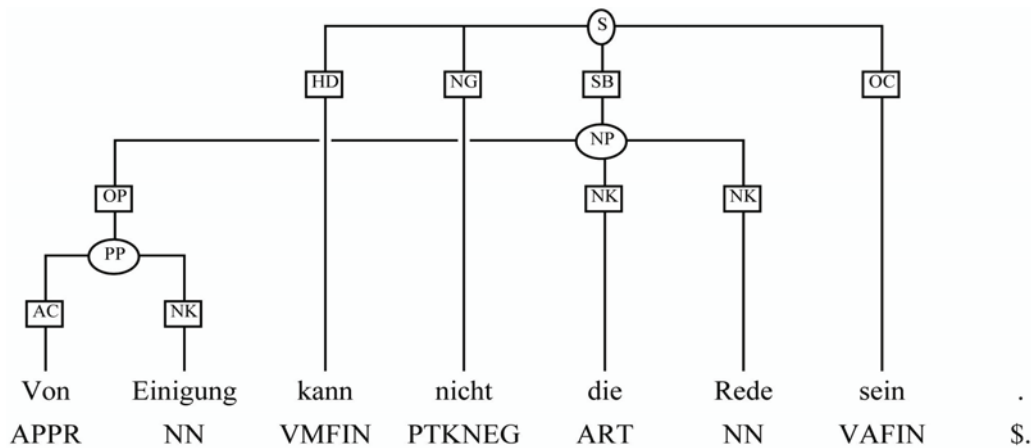 S
HD NG SB OC
NP
OP NK NK
PP
AC NK
Von Einigung kann nicht die Rede sein .
APPR NN VMFIN PTKNEG ART NN VAFIN $.